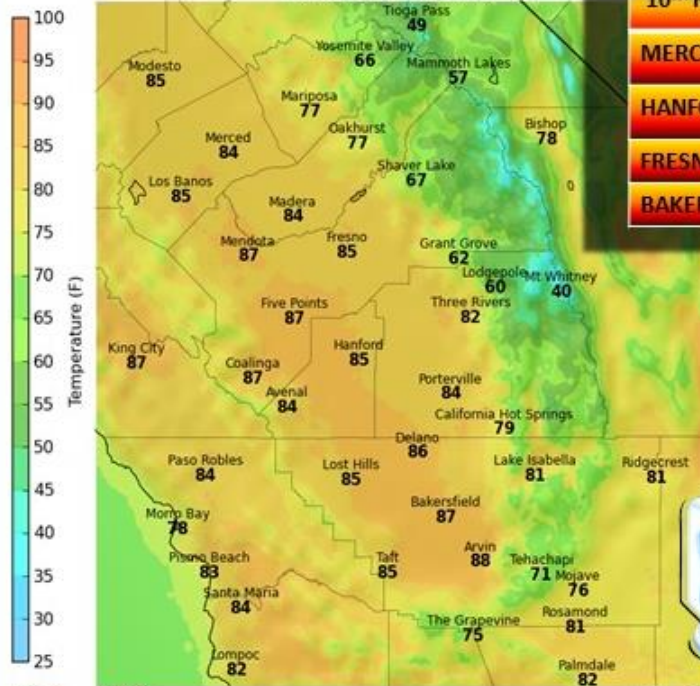 100
95
90
85
80
75
70
65
60
55
50
45
40
35
30
25
Temperature (F)
Tioga Pass
49
Yosemite Valley
66
Mammoth Lakes
57
Modesto
85
Mariposa
77
Oakhurst
77
Bishop
78
Merced
84
Shaver Lake
67
Los Banos
85
Madera
84
Mendota
87
Fresno
85
Grant Grove
62
Lodgepole
60
Mt Whitney
40
Three Rivers
82
Five Points
87
King City
87
Hanford
85
Coalinga
87
Avenal
84
Porterville
84
California Hot Springs
79
Delano
86
Paso Robles
84
Lost Hills
85
Lake Isabella
81
Ridgecrest
81
Bakersfield
87
Morro Bay
78
Pismo Beach
83
Taft
85
Arvin
88
Tehachapi
71
Mojave
76
Santa Maria
84
Rosamond
81
The Grapevine
75
Lompoc
82
Palmdale
82
MERC
HANF
FRESN
BAKE